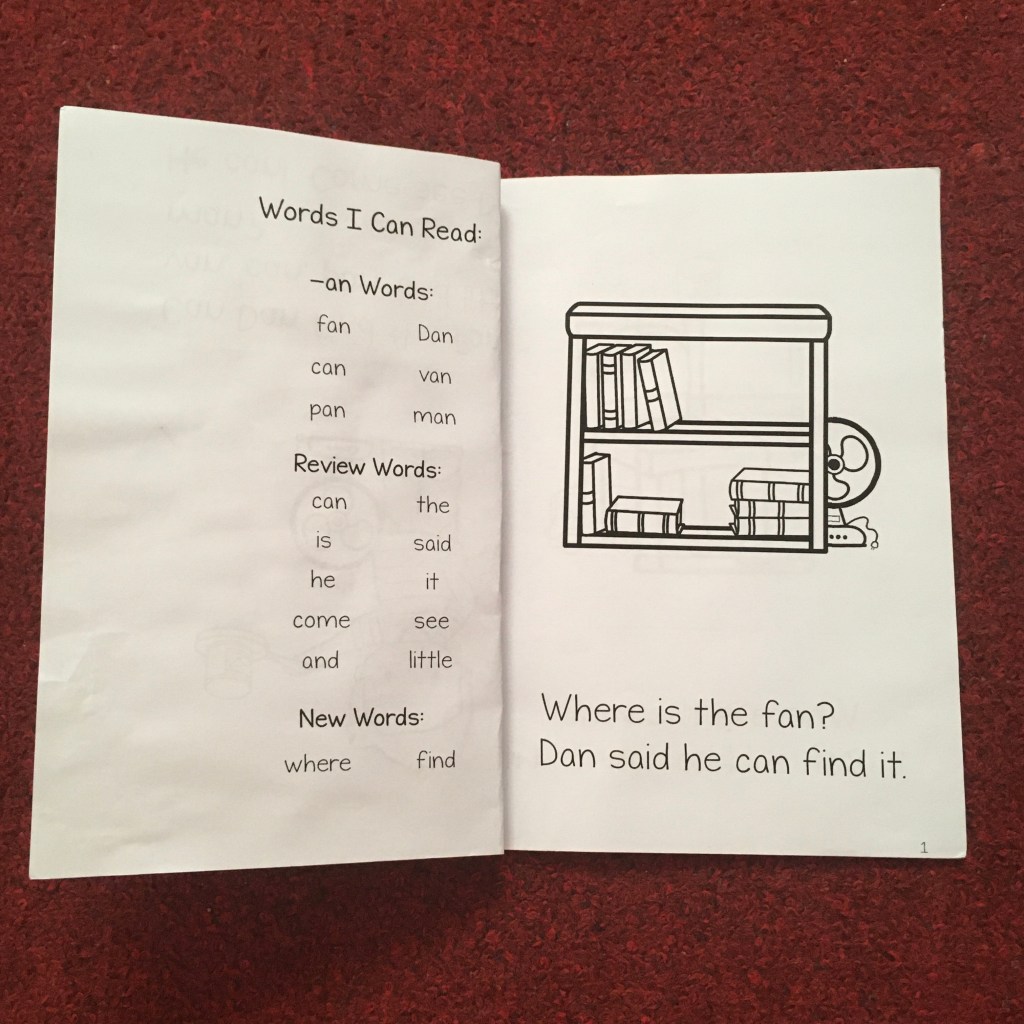 Words I Can Read:
-an Words:
fan Dan
can van
pan man
Review Words:
can the
is said
he it
come see
and little
New Words:
where find
Where is the fan?
Dan said he can find it.
1